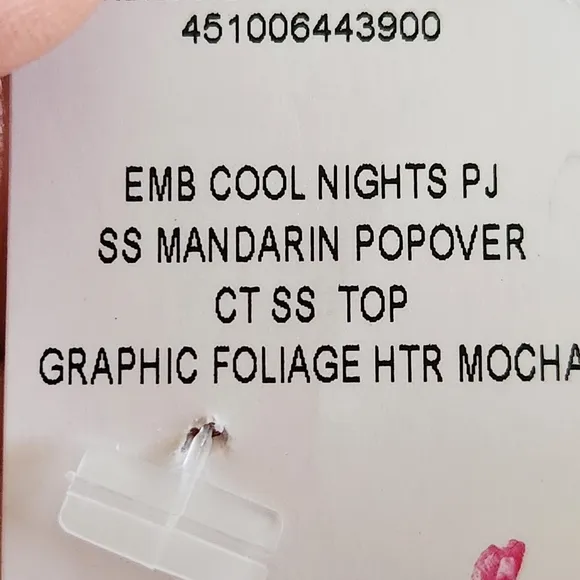 451006443900
EMB COOL NIGHTS PJ
SS MANDARIN POPOVER
CT SS TOP
GRAPHIC FOLIAGE HTR MOCHA